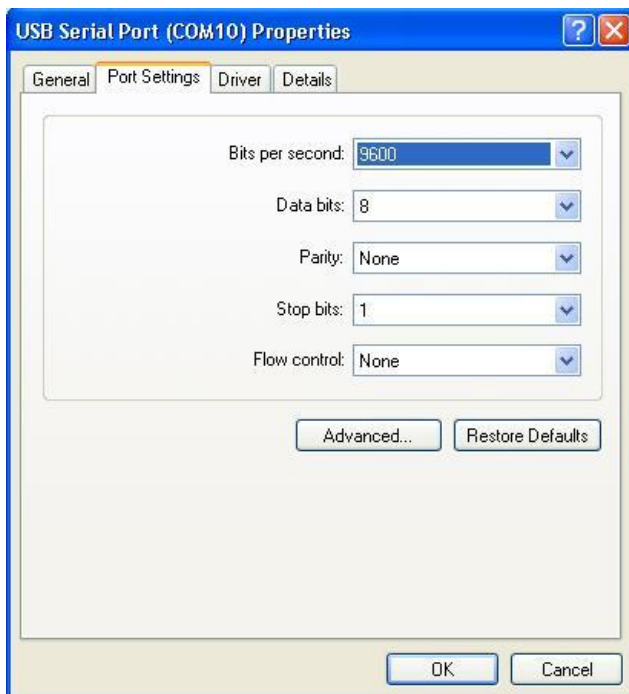 USB Serial Port (COM10) Properties
General Port Settings Driver Details
Bits per second: 9600
Data bits: 8
Parity: None
Stop bits: 1
Flow control: None
Advanced... Restore Defaults
OK Cancel